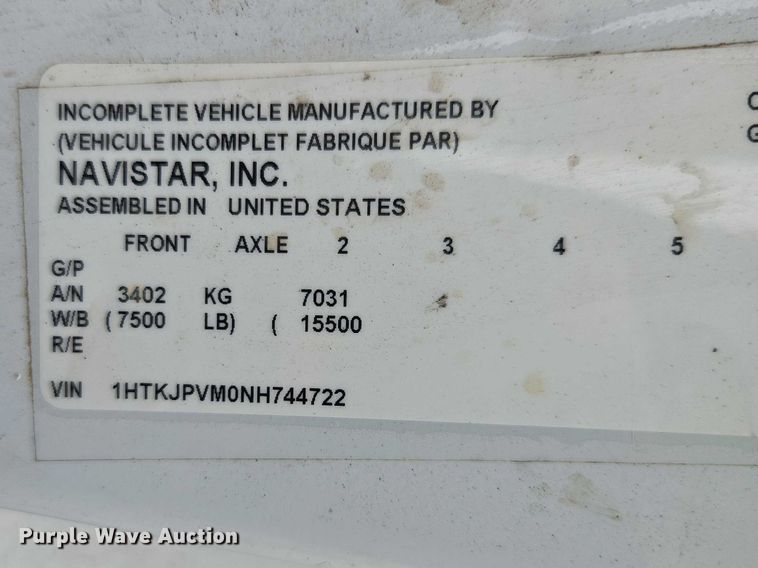 INCOMPLETE VEHICLE MANUFACTURED BY
(VEHICULE INCOMPLET FABRIQUE PAR)
NAVISTAR, INC.
ASSEMBLED IN UNITED STATES
FRONT AXLE 2 3 4 5
G/P
A/N 3402 KG 7031
W/B (7500 LB) ( 15500
R/E
VIN 1HTKJPVM0NH744722
Purple Wave Auction